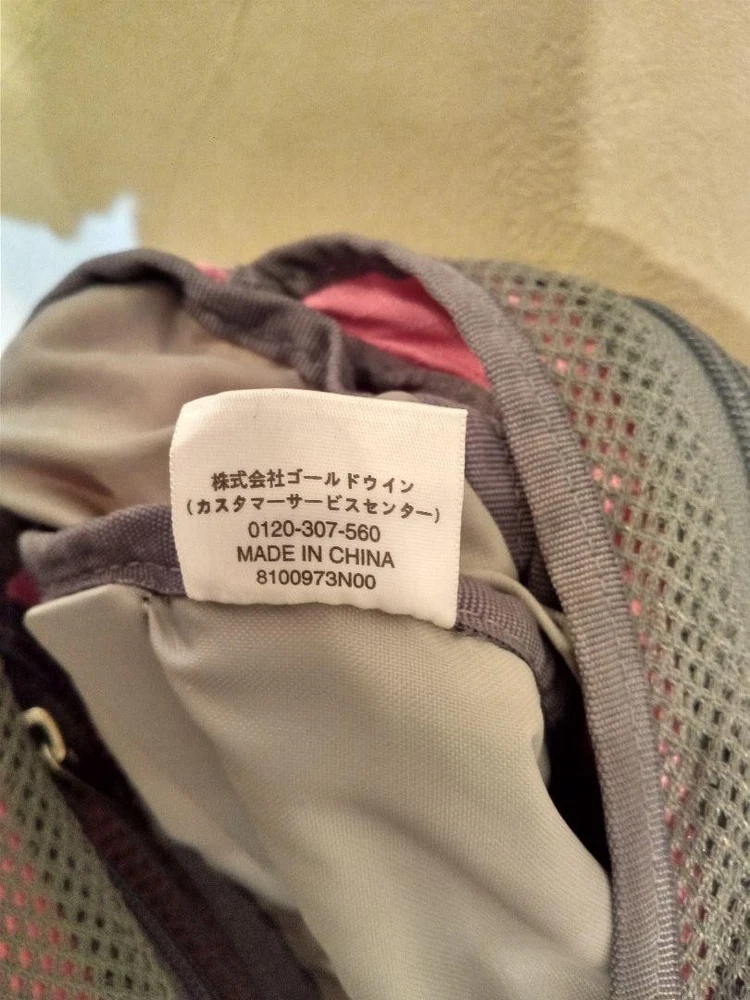 株式会社ゴールドウイン
(カスタマーサービスセンター)
0120-307-560
MADE IN CHINA
8100973N00